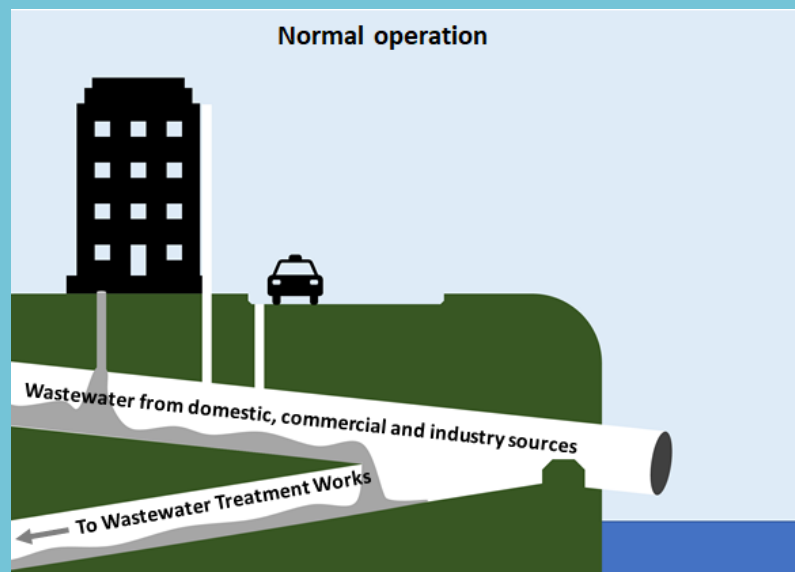 Normal operation
Wastewater from domestic, commercial and industry sources
To Wastewater Treatment Works